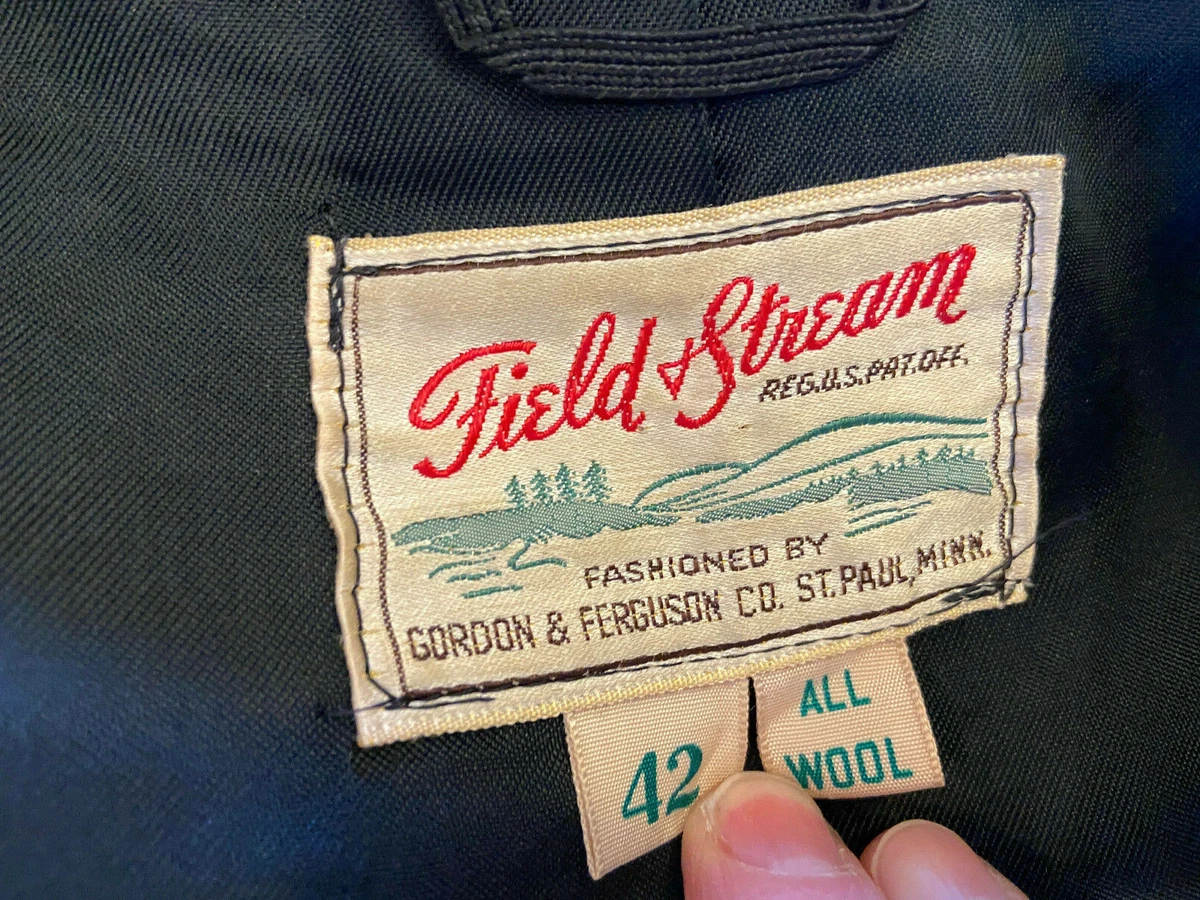 Field & Stream
REG.U.S.PAT.OFF.
FASHIONED BY
GORDON & FERGUSON CO. ST.PAUL, MINN.
42
ALL
WOOL